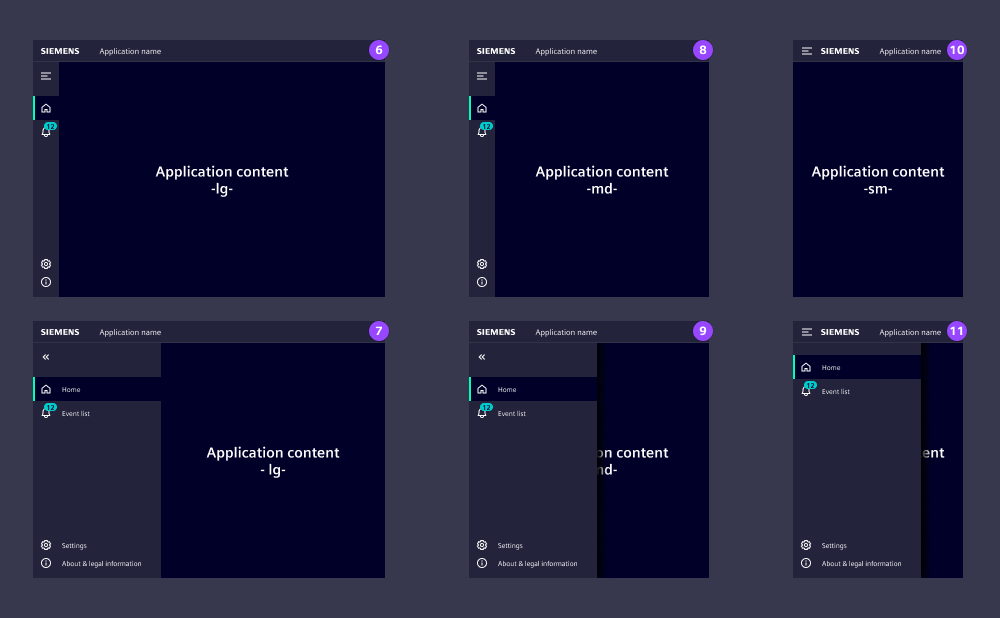 SIEMENS Application name 6
12
Application content
-lg-
SIEMENS Application name 8
12
Application content
-md-
SIEMENS Application name 10
Application content
-sm-
SIEMENS Application name 7
Home
12
Event list
Application content
- lg-
Settings
About & legal information
SIEMENS Application name 9
Home
12
Event list
on content
nd-
Settings
About & legal information
SIEMENS Application name 11
Home
12
Event list
ent
Settings
About & legal information